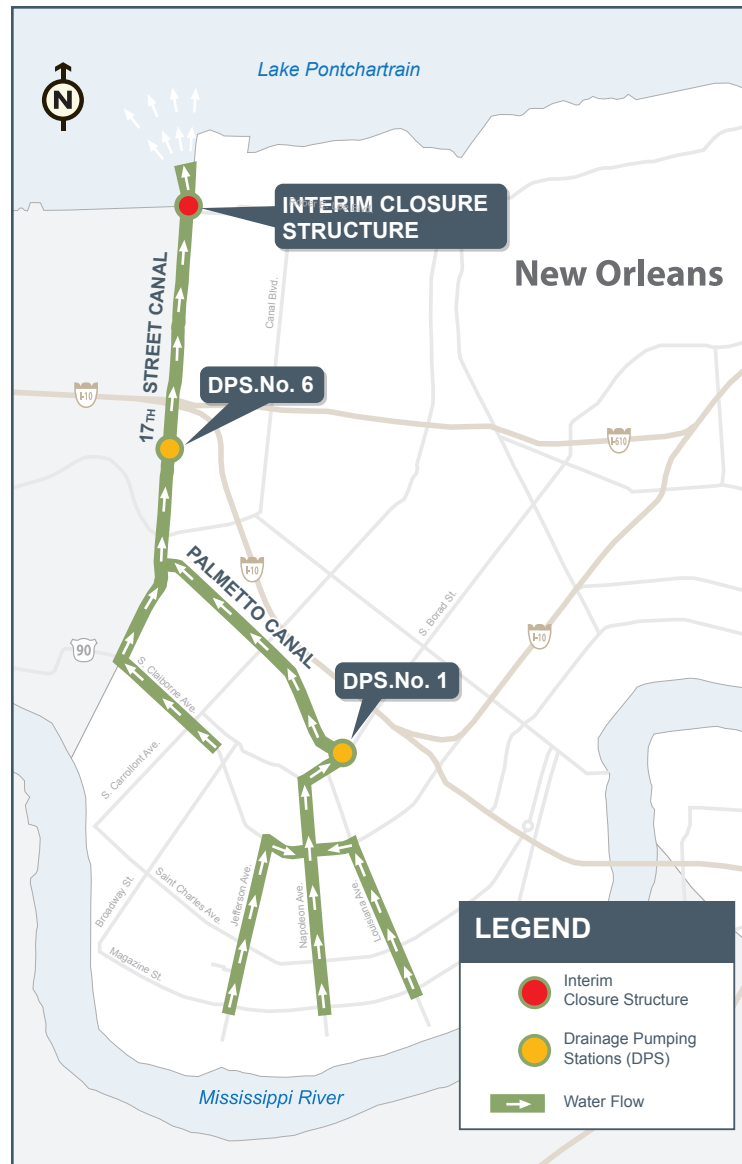 Lake Pontchartrain
N
INTERIM CLOSURE
STRUCTURE
New Orleans
17TH STREET CANAL
Canal Blvd.
DPS.No. 6
I-10
I-610
PALMETTO CANAL
I-10
S. Borad St.
I-10
90
S. Claiborne Ave.
DPS.No. 1
S. Carrollont Ave.
Broadway St.
Saint Charles Ave.
Jefferson Ave.
Napoleon Ave.
Louisiana Ave.
Magazine St.
Mississippi River
LEGEND
Interim
Closure Structure
Drainage Pumping
Stations (DPS)
Water Flow